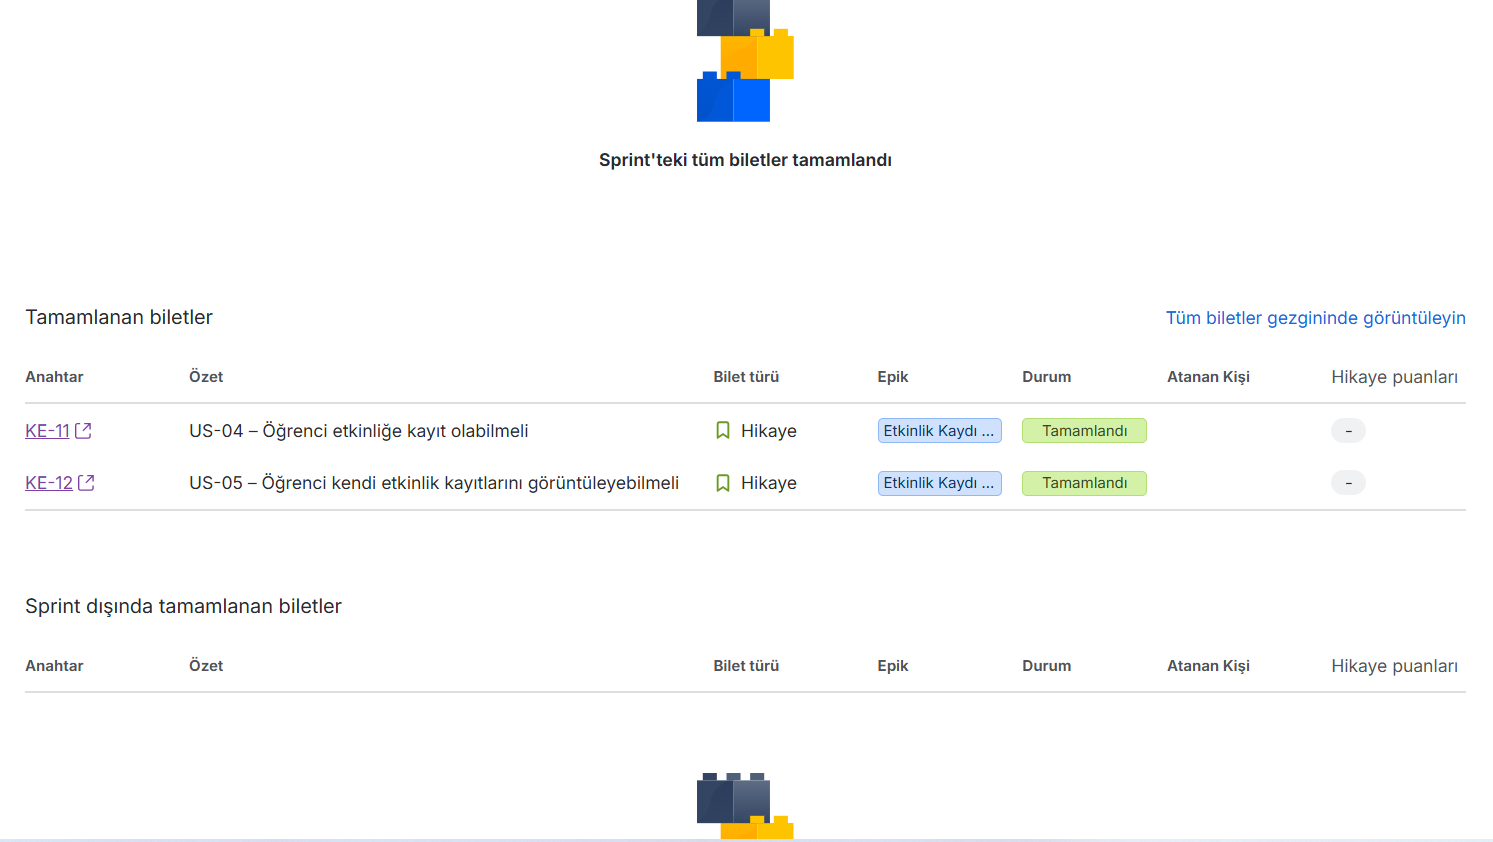 Sprint'teki tüm biletler tamamlandı
Tamamlanan biletler
Tüm biletler gezgininde görüntüleyin
Anahtar Özet Bilet türü Epik Durum Atanan Kişi Hikaye puanları
KE-11 US-04 – Öğrenci etkinliğe kayıt olabilmeli Hikaye Etkinlik Kaydı ... Tamamlandı -
KE-12 US-05 – Öğrenci kendi etkinlik kayıtlarını görüntüleyebilmeli Hikaye Etkinlik Kaydı ... Tamamlandı -
Sprint dışında tamamlanan biletler
Anahtar Özet Bilet türü Epik Durum Atanan Kişi Hikaye puanları